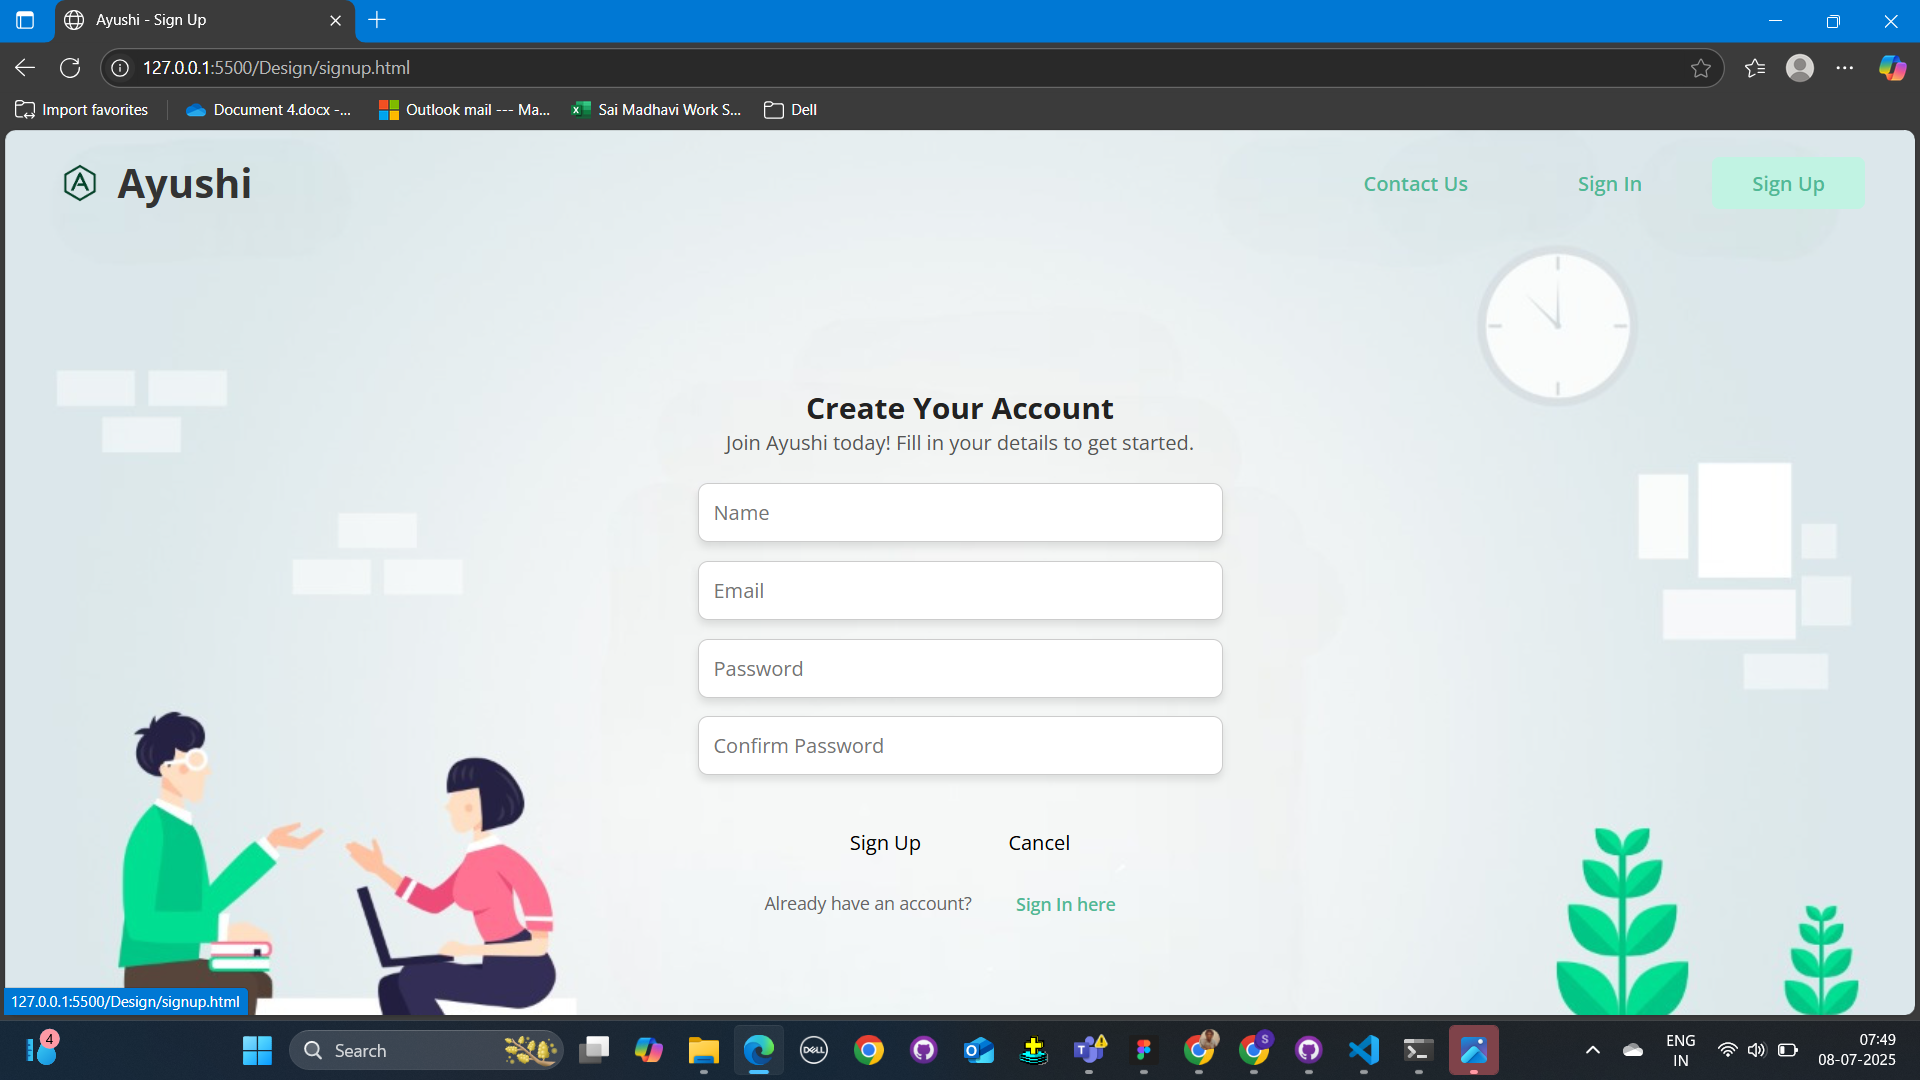 Ayushi - Sign Up
127.0.0.1:5500/Design/signup.html
Import favorites
Document 4.docx -...
Outlook mail --- Ma...
Sai Madhavi Work S...
Dell
Ayushi
Contact Us
Sign In
Sign Up
Create Your Account
Join Ayushi today! Fill in your details to get started.
Name
Email
Password
Confirm Password
Sign Up
Cancel
Already have an account?
Sign In here
127.0.0.1:5500/Design/signup.html
4
Search
DELL
S
ENG
IN
07:49
08-07-2025